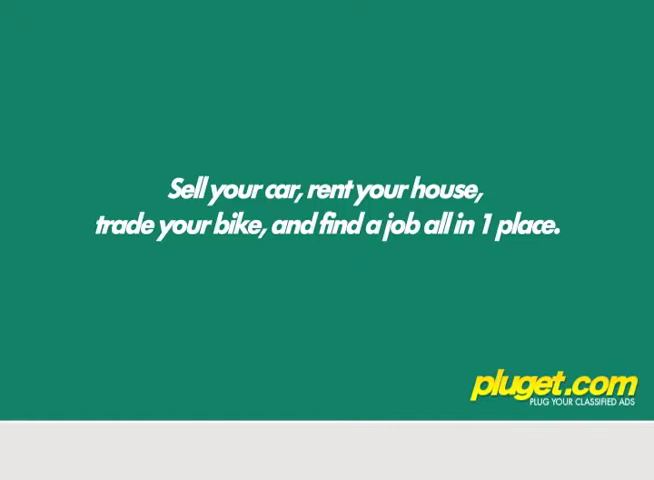 Sell your car, rent your house,
trade your bike, and find a job all in 1 place.
pluget.com
PLUG YOUR CLASSIFIED ADS